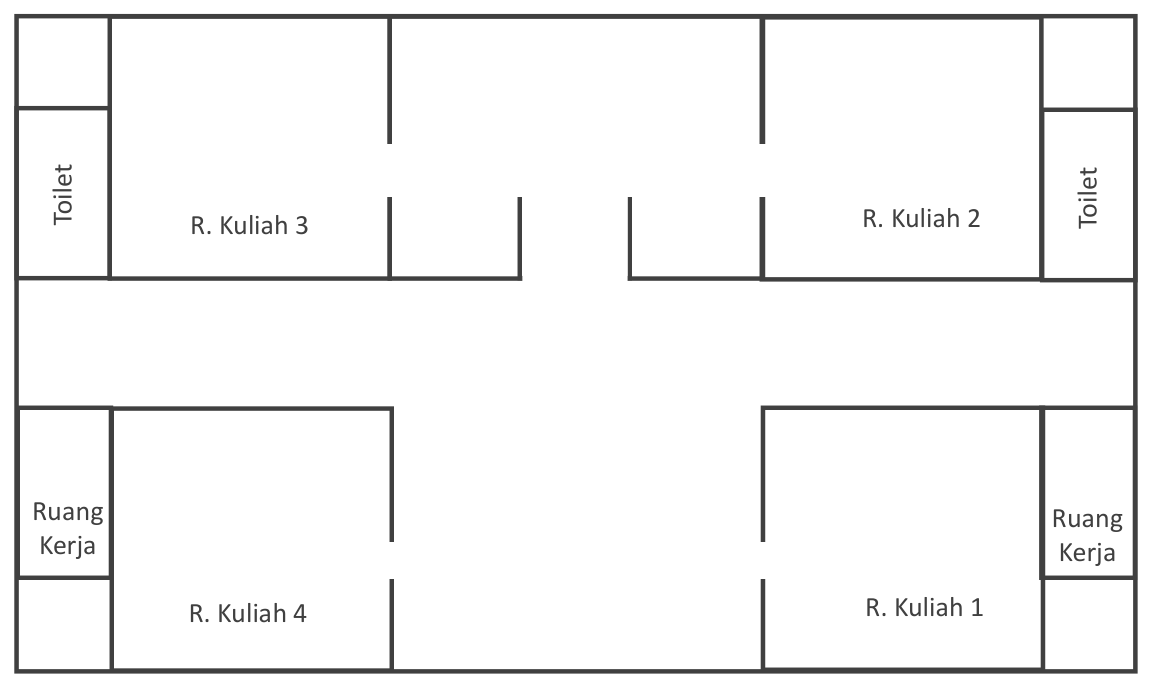 Toilet
R. Kuliah 3
R. Kuliah 2
Toilet
Ruang
Kerja
R. Kuliah 4
R. Kuliah 1
Ruang
Kerja